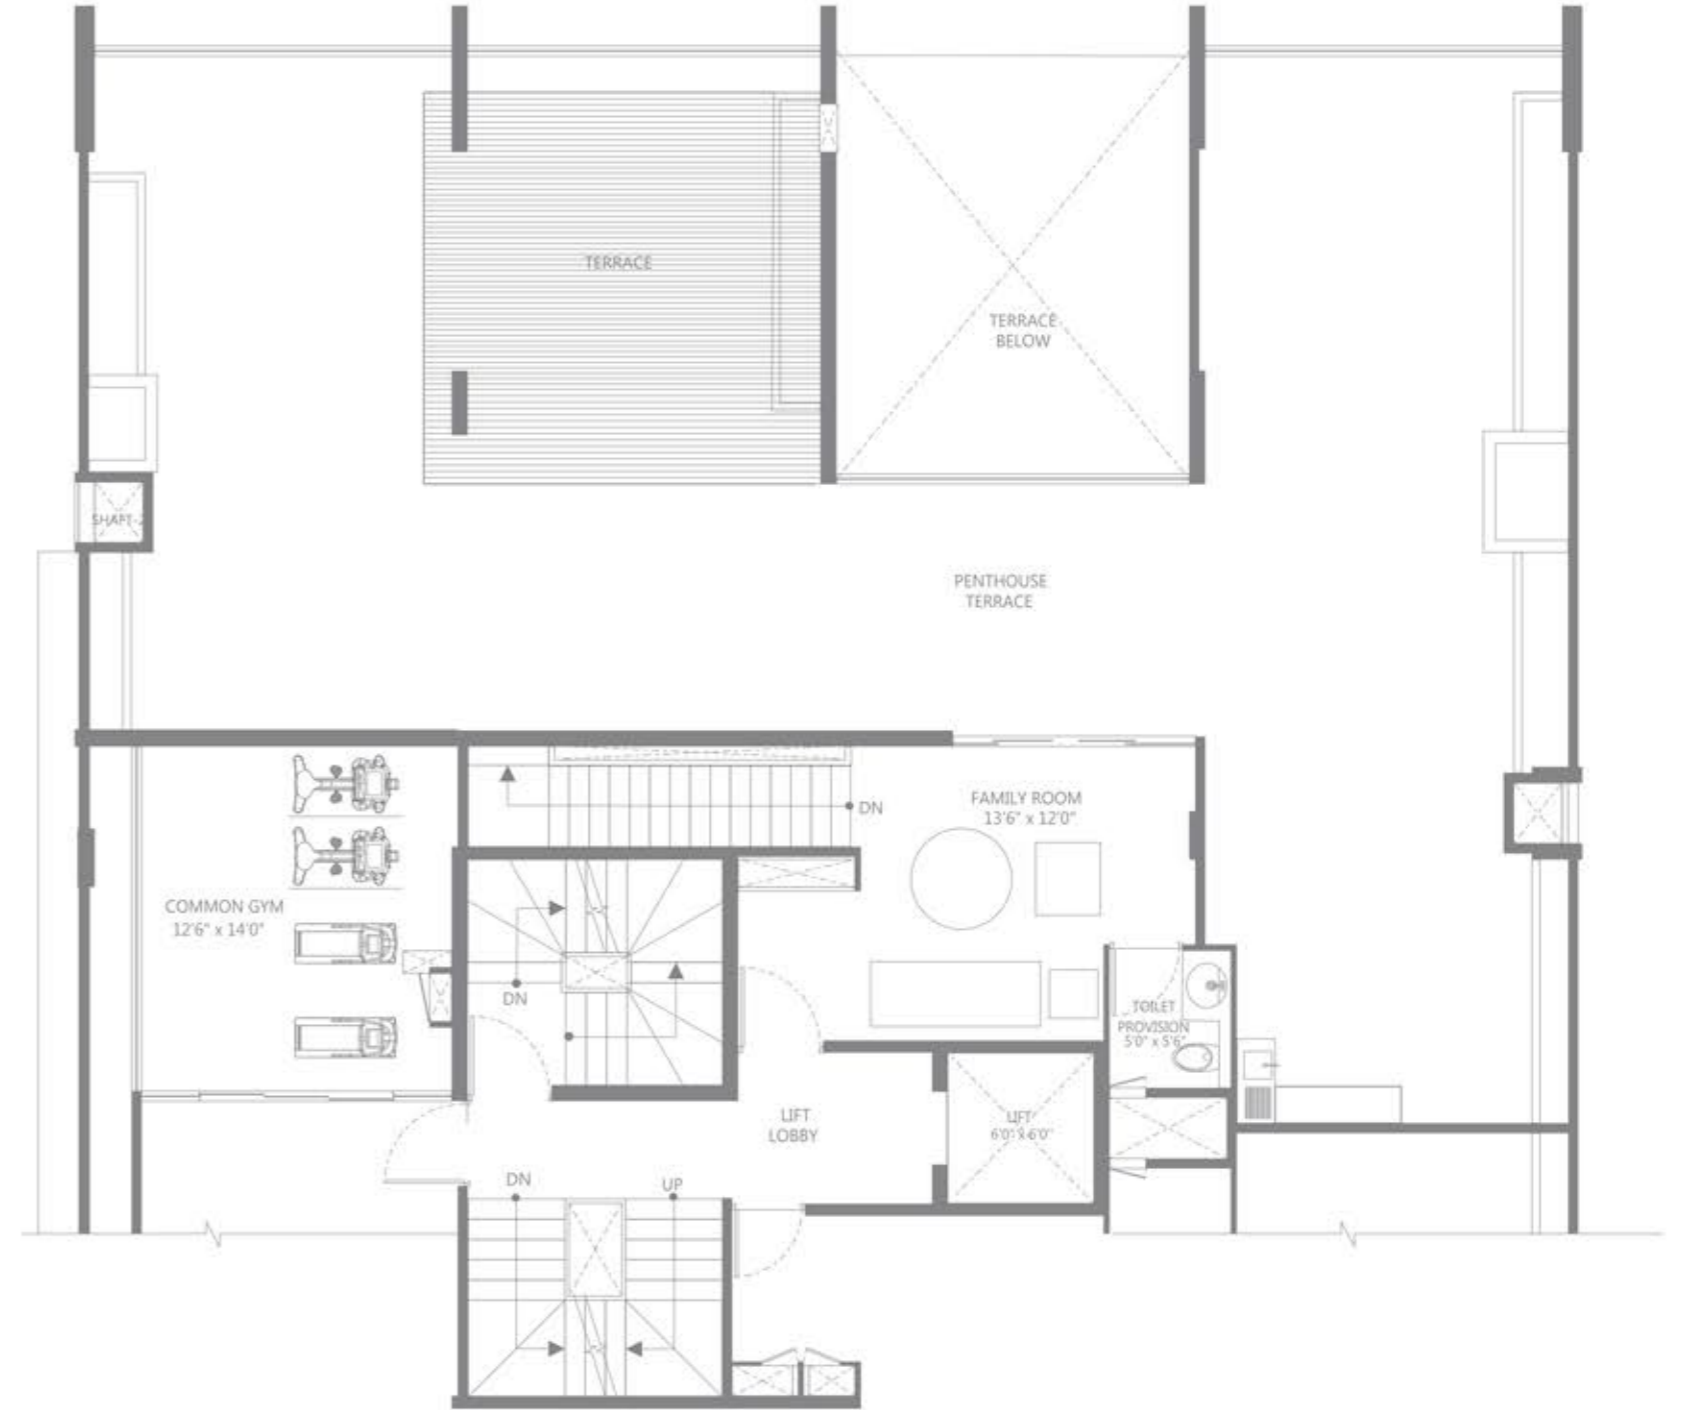 TERRACE
TERRACE
BELOW
SHAFT-2
PENTHOUSE
TERRACE
DN
FAMILY ROOM
13'6" x 12'0"
COMMON GYM
12'6" x 14'0"
DN
TOILET
PROVISION
5'0" x 5'6"
LIFT
LOBBY
LIFT
6'0" x 6'0"
DN
UP